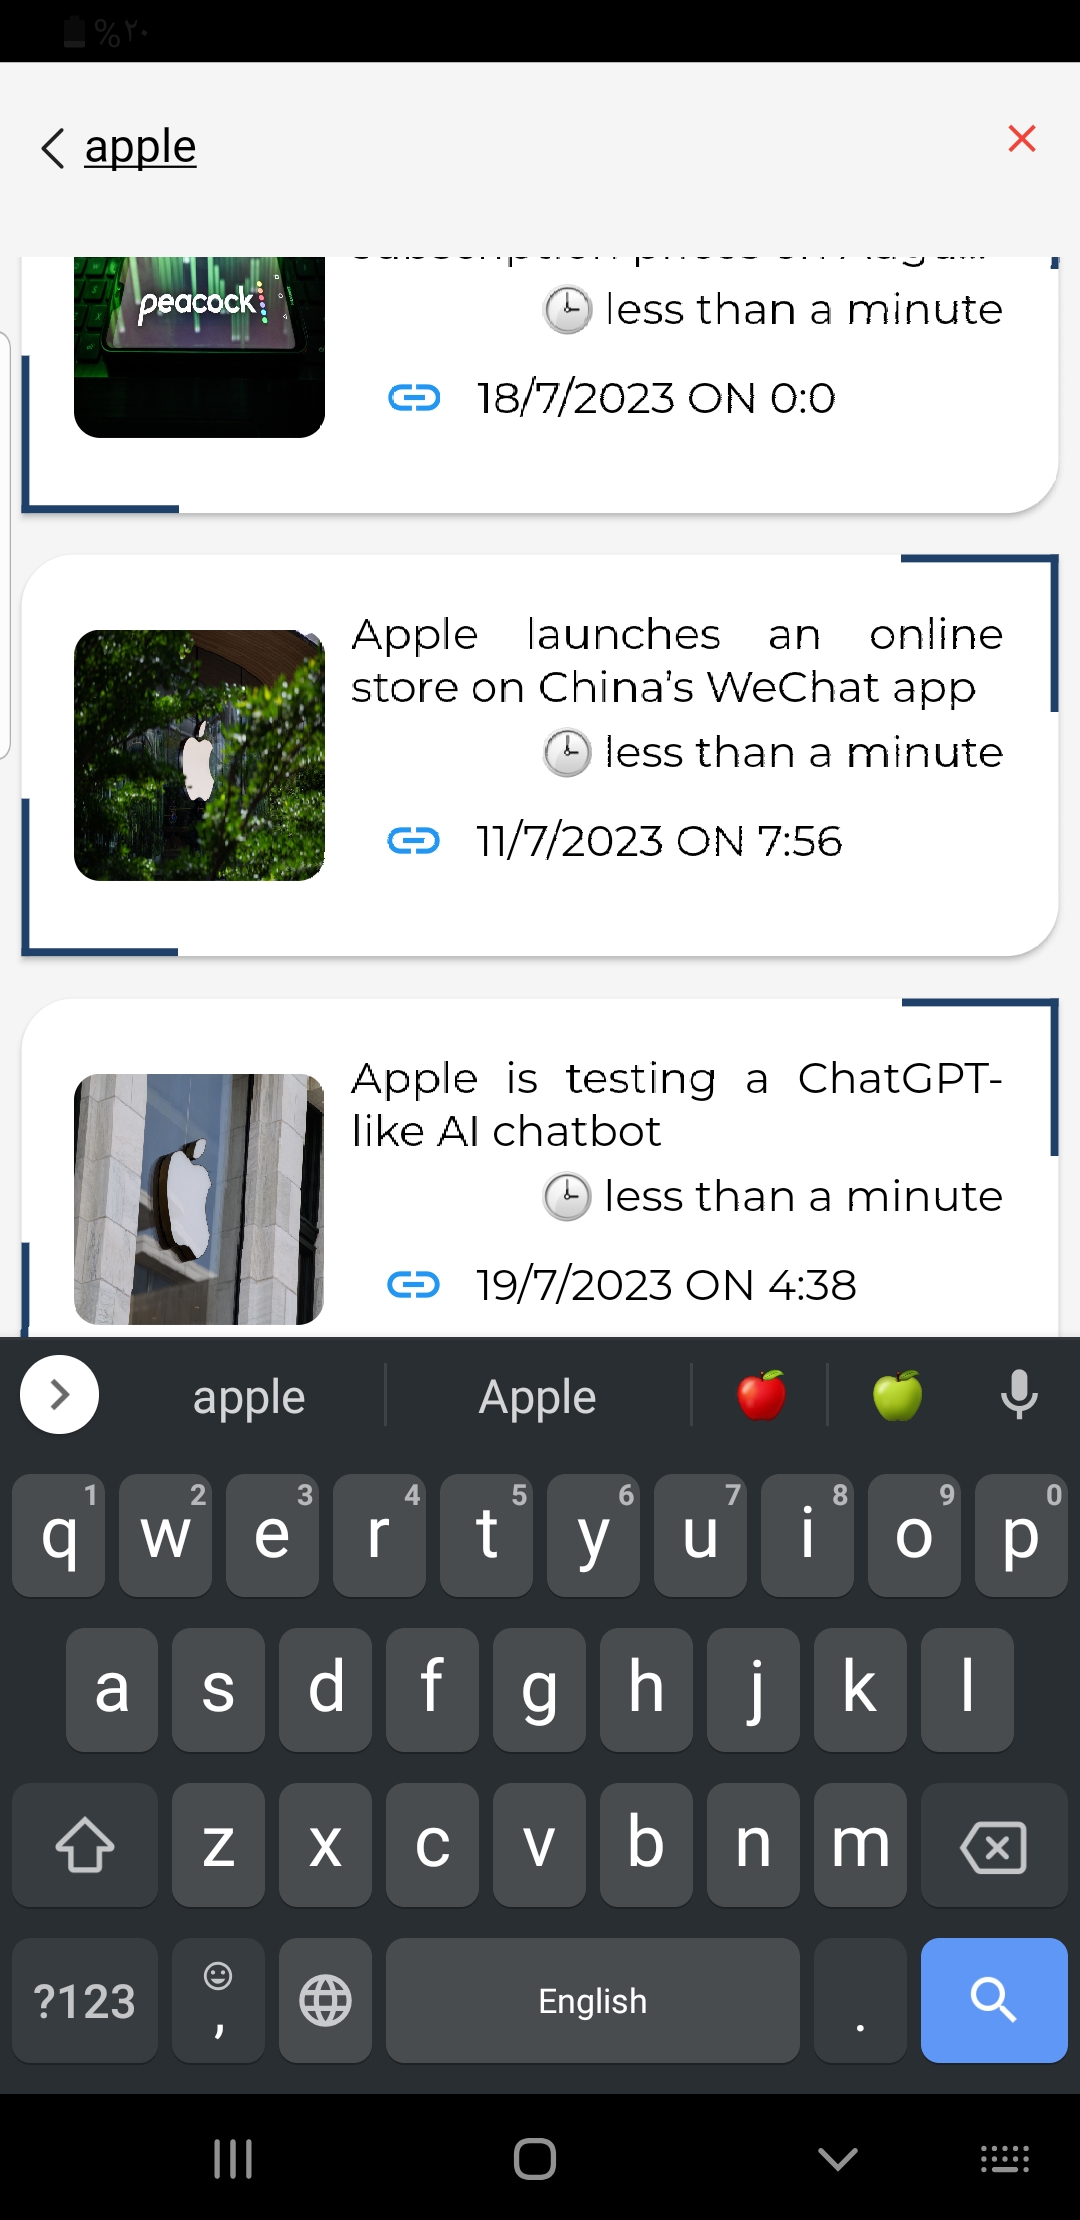 %٢٠
apple
peacock
less than a minute
18/7/2023 ON 0:0
Apple launches an online
store on China's WeChat app
less than a minute
11/7/2023 ON 7:56
Apple is testing a ChatGPT-
like AI chatbot
less than a minute
19/7/2023 ON 4:38
apple Apple
1 2 3 4 5 6 7 8 9 0
q w e r t y u i o p
a s d f g h j k l
z x c v b n m
?123 , English .